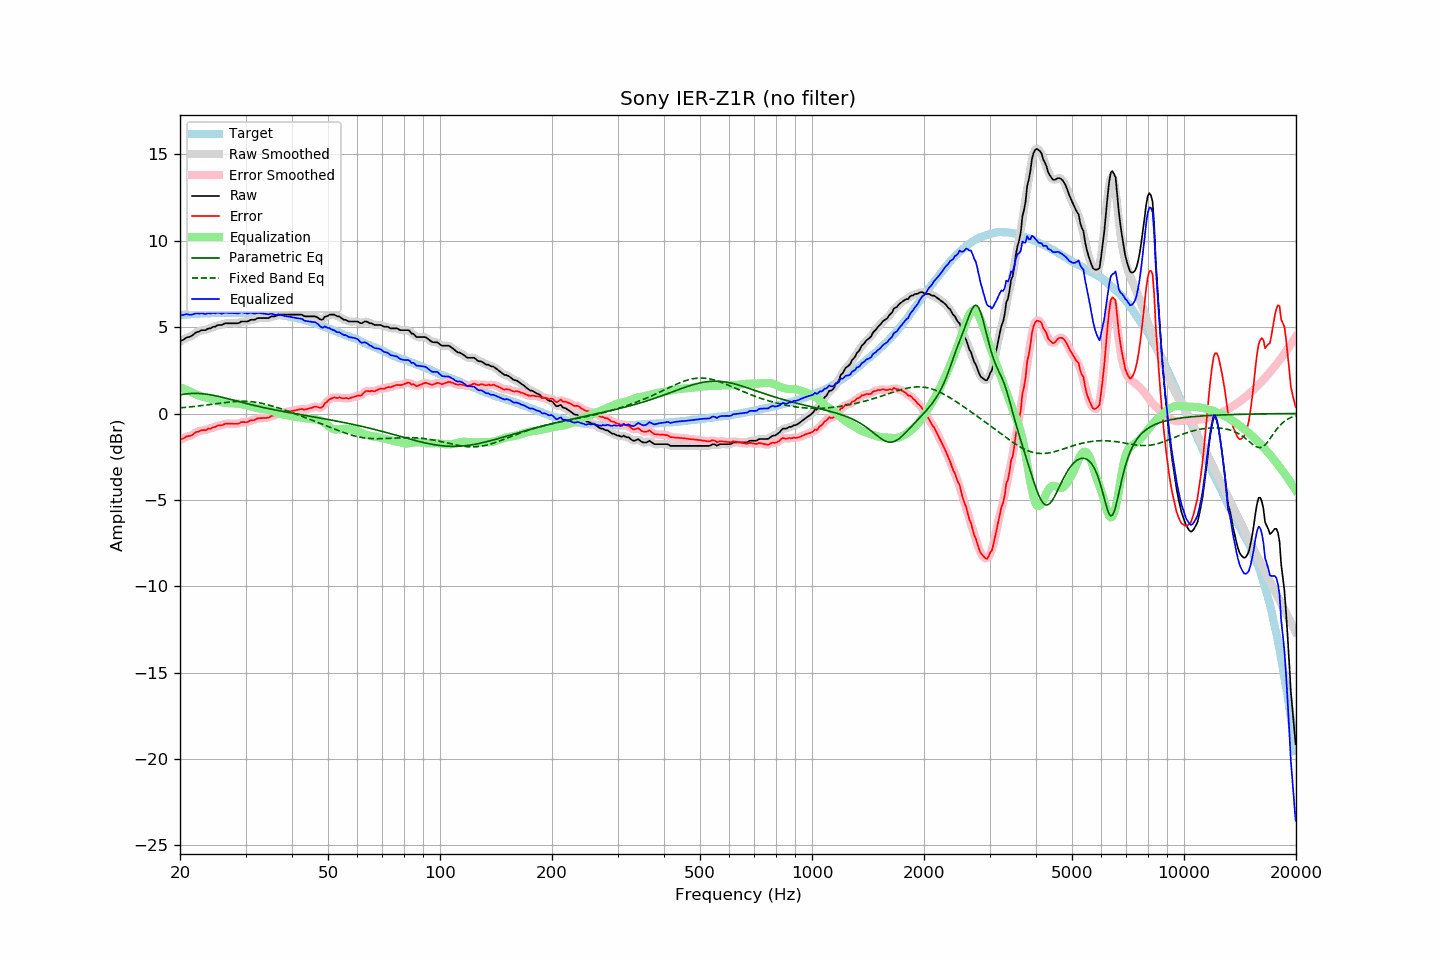 Sony IER-Z1R (no filter)
Target
Raw Smoothed
Error Smoothed
Raw
Error
Equalization
Parametric Eq
Fixed Band Eq
Equalized
15
10
5
0
−5
−10
−15
−20
−25
Amplitude (dBr)
20 50 100 200 500 1000 2000 5000 10000 20000
Frequency (Hz)